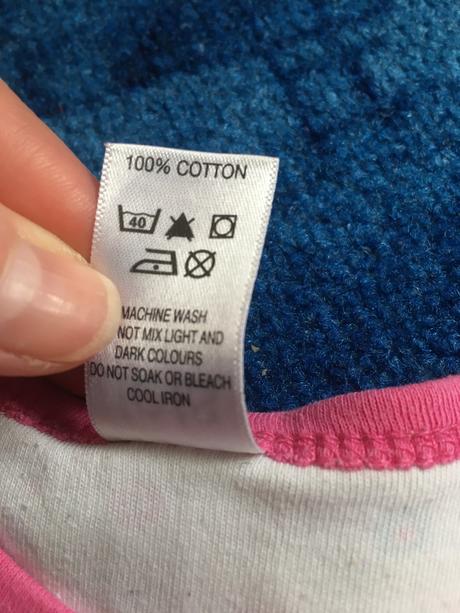 100% COTTON
40
MACHINE WASH
NOT MIX LIGHT AND
DARK COLOURS
DO NOT SOAK OR BLEACH
COOL IRON